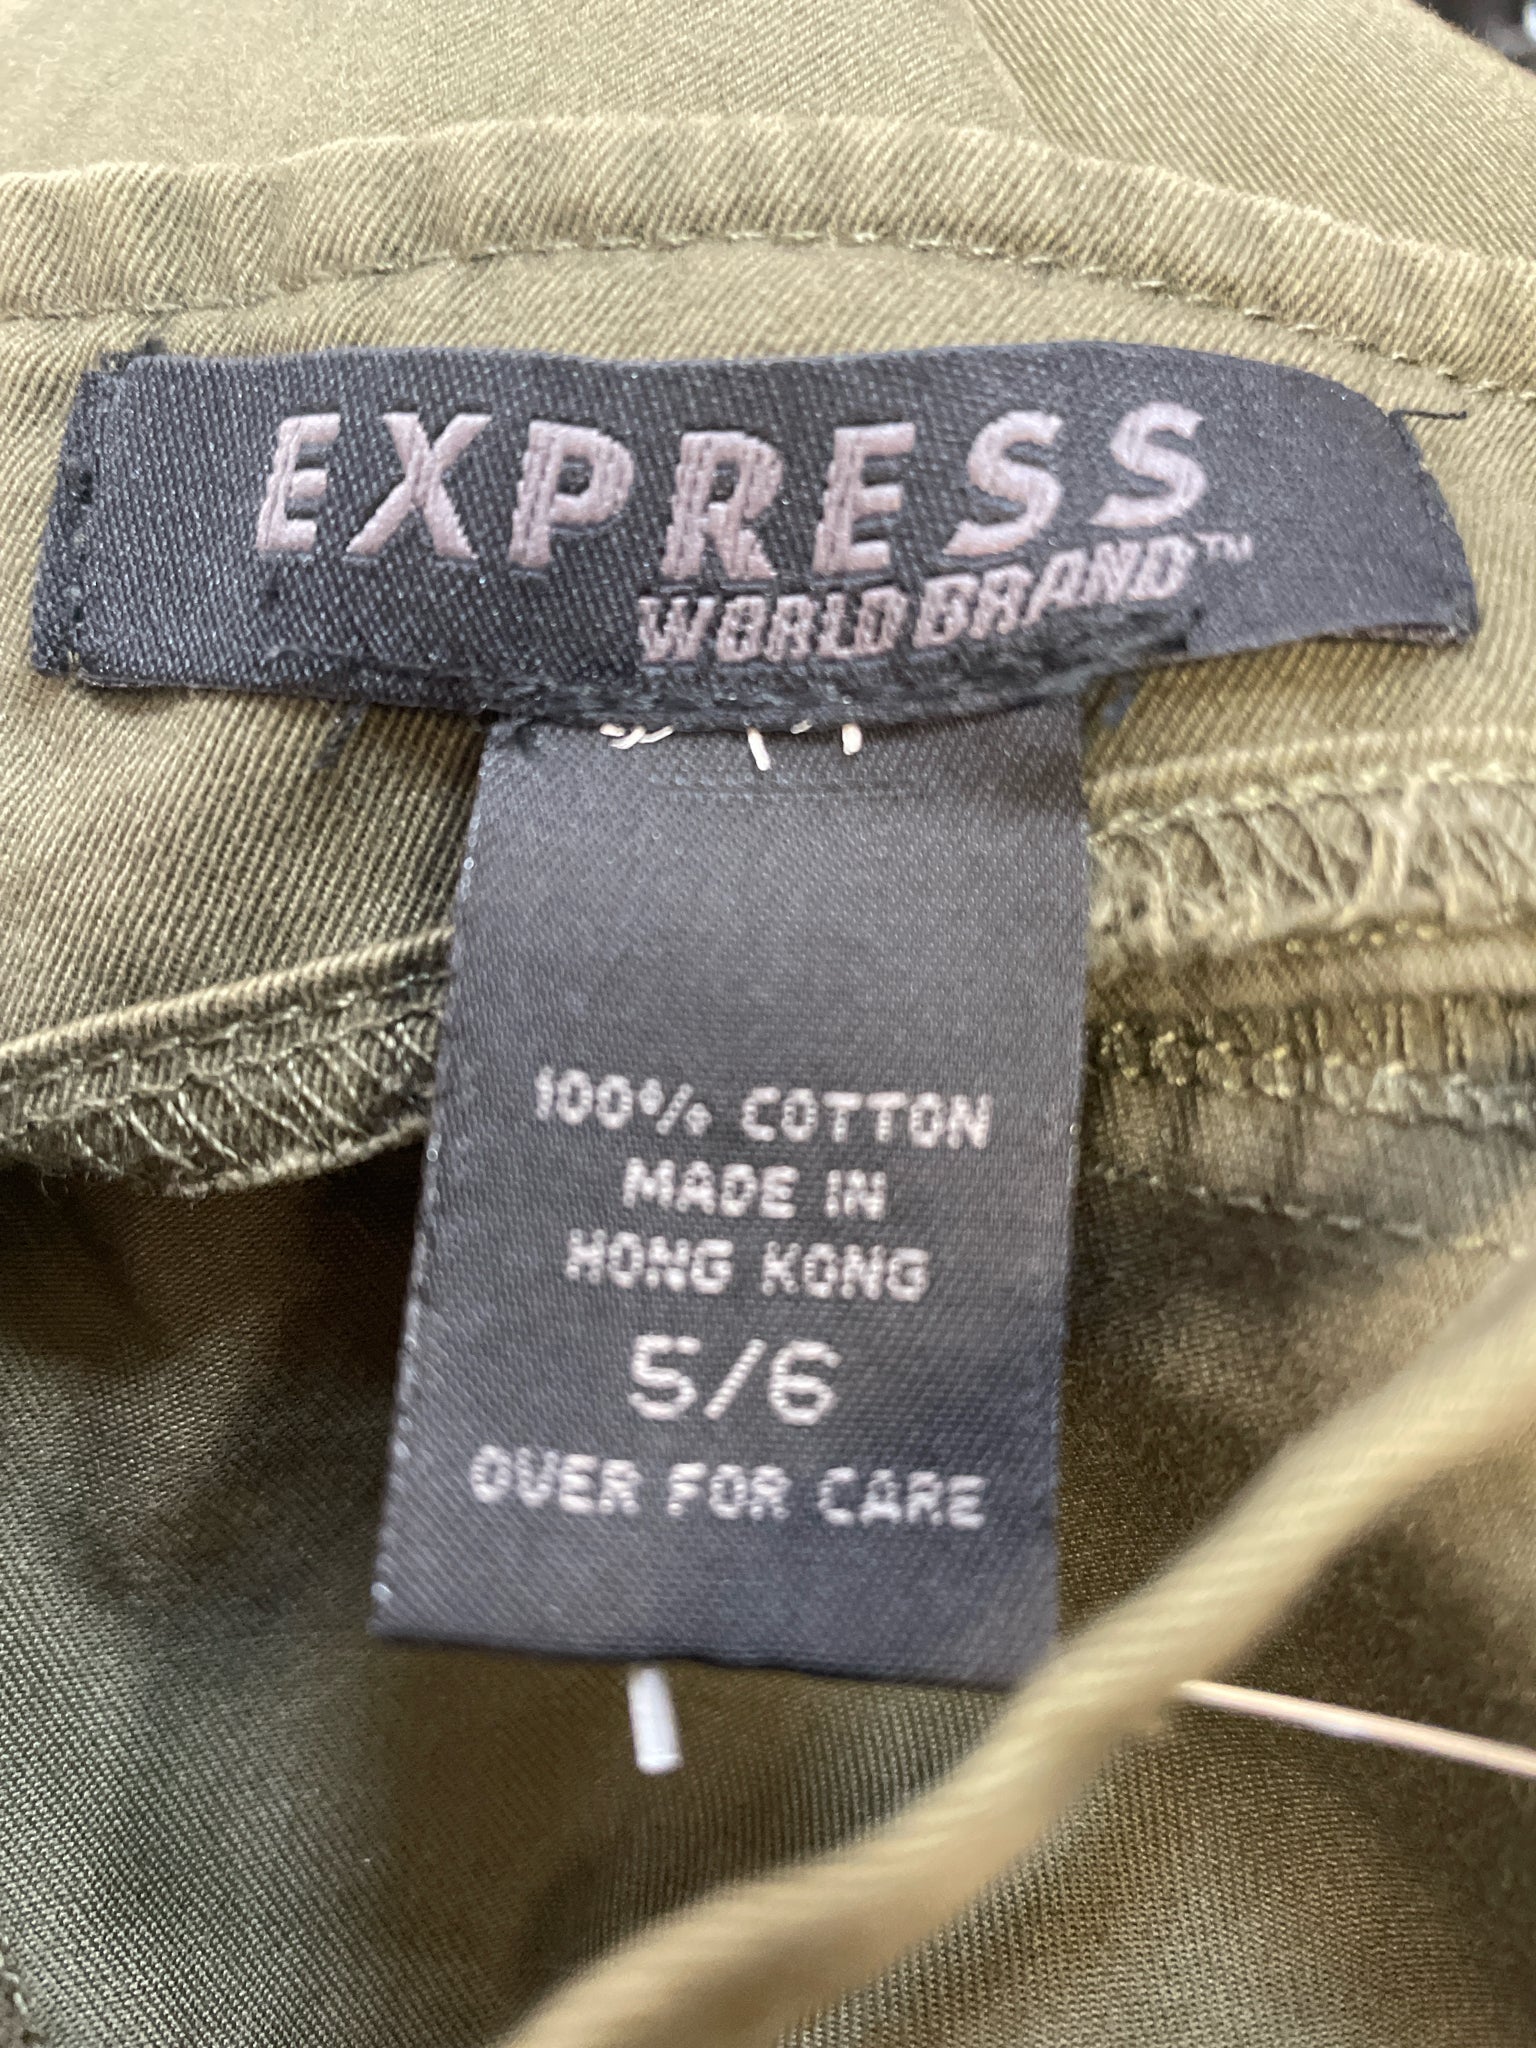 EXPRESS
WORLD BRAND™
100% COTTON
MADE IN
HONG KONG
5/6
OVER FOR CARE